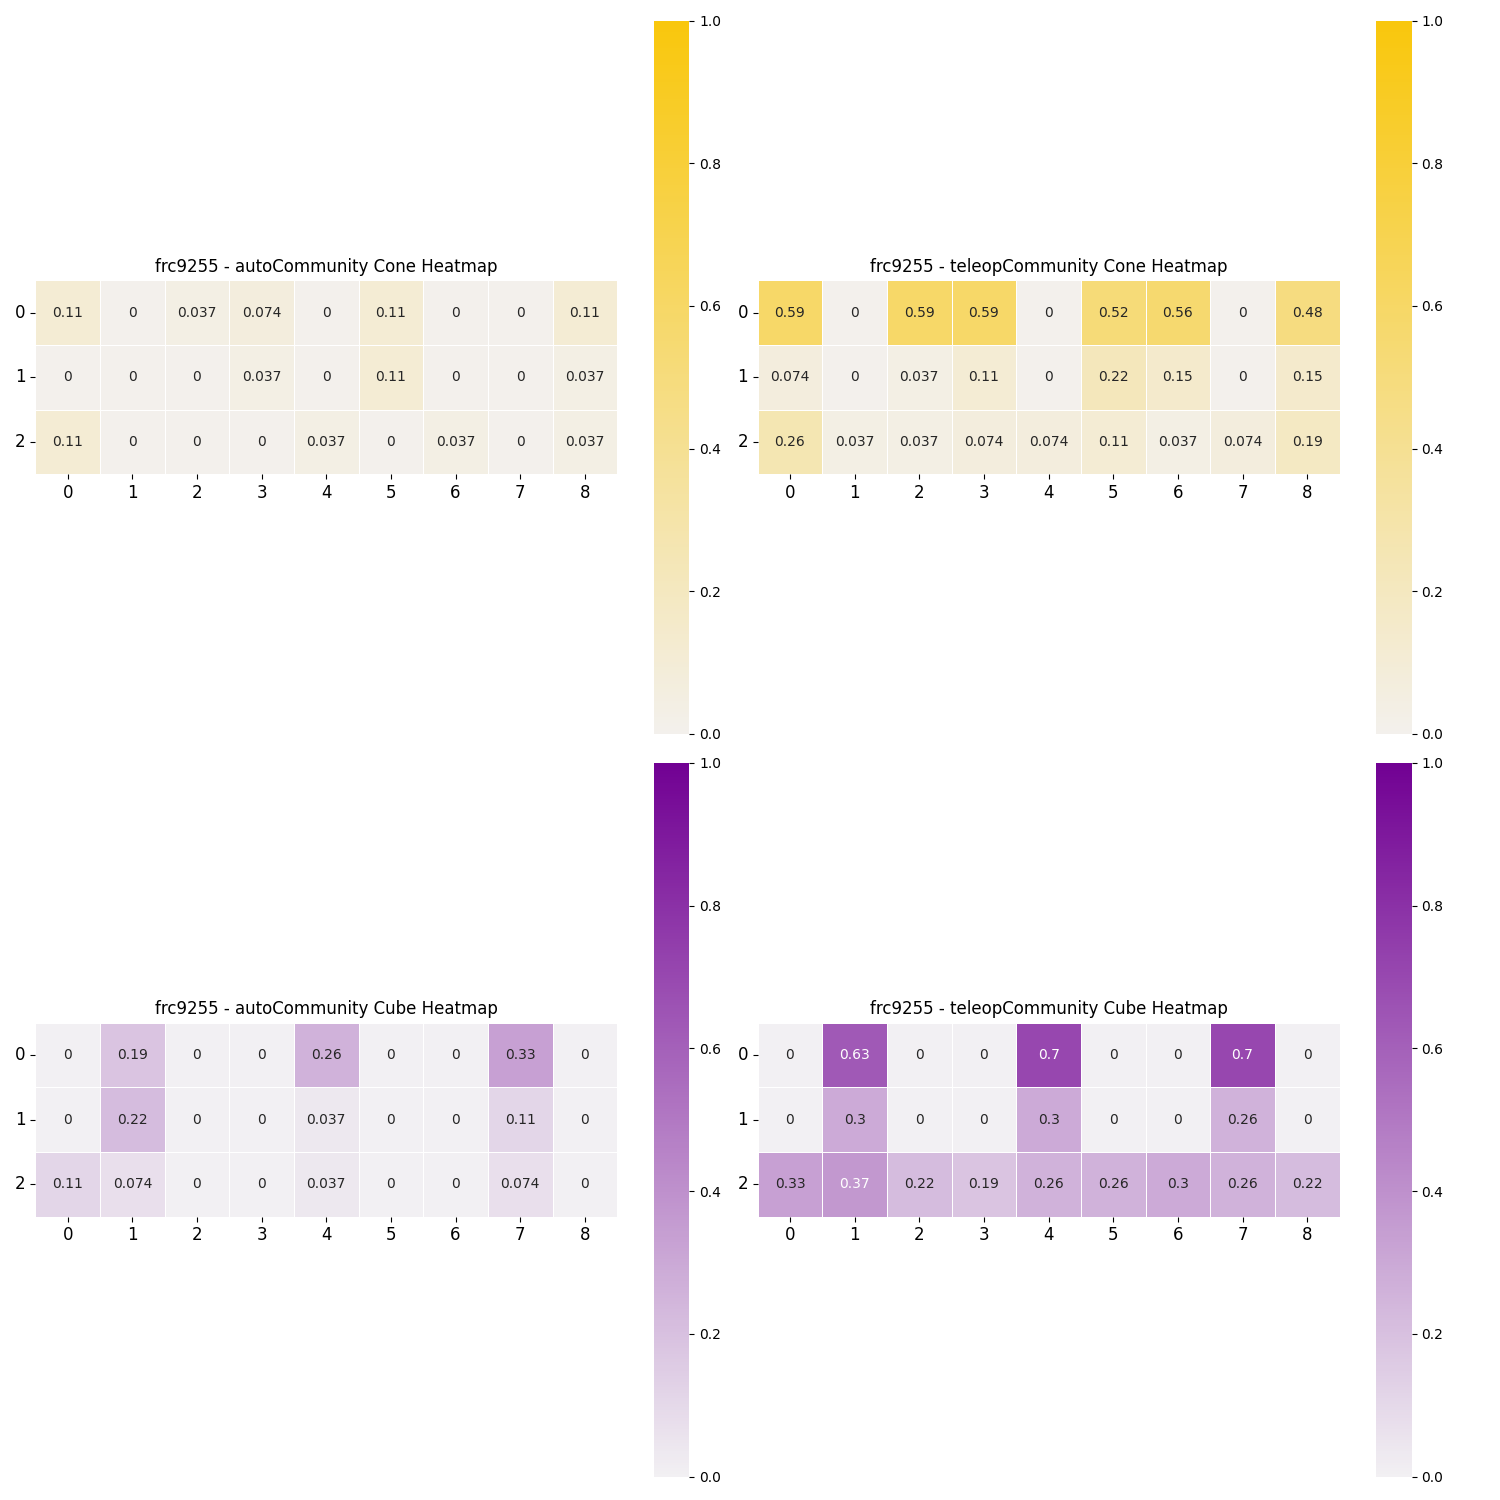 frc9255 - autoCommunity Cone Heatmap
0 0.11 0 0.037 0.074 0 0.11 0 0 0.11
1 0 0 0 0.037 0 0.11 0 0 0.037
2 0.11 0 0 0 0.037 0 0.037 0 0.037
0 1 2 3 4 5 6 7 8
1.0
0.8
0.6
0.4
0.2
0.0
frc9255 - teleopCommunity Cone Heatmap
0 0.59 0 0.59 0.59 0 0.52 0.56 0 0.48
1 0.074 0 0.037 0.11 0 0.22 0.15 0 0.15
2 0.26 0.037 0.037 0.074 0.074 0.11 0.037 0.074 0.19
0 1 2 3 4 5 6 7 8
1.0
0.8
0.6
0.4
0.2
0.0
frc9255 - autoCommunity Cube Heatmap
0 0 0.19 0 0 0.26 0 0 0.33 0
1 0 0.22 0 0 0.037 0 0 0.11 0
2 0.11 0.074 0 0 0.037 0 0 0.074 0
0 1 2 3 4 5 6 7 8
1.0
0.8
0.6
0.4
0.2
0.0
frc9255 - teleopCommunity Cube Heatmap
0 0 0.63 0 0 0.7 0 0 0.7 0
1 0 0.3 0 0 0.3 0 0 0.26 0
2 0.33 0.37 0.22 0.19 0.26 0.26 0.3 0.26 0.22
0 1 2 3 4 5 6 7 8
1.0
0.8
0.6
0.4
0.2
0.0